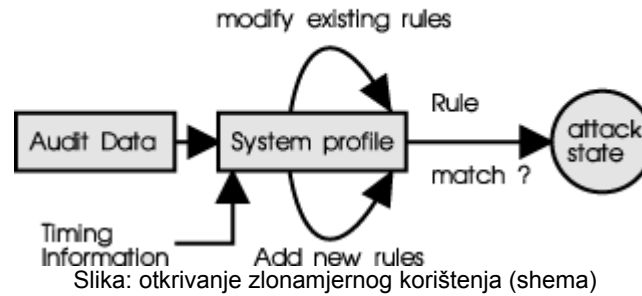 modify existing rules
Audit Data
System profile
Rule
match ?
attack
state
Timing
Information
Add new rules
Slika: otkrivanje zlonamjernog korištenja (shema)